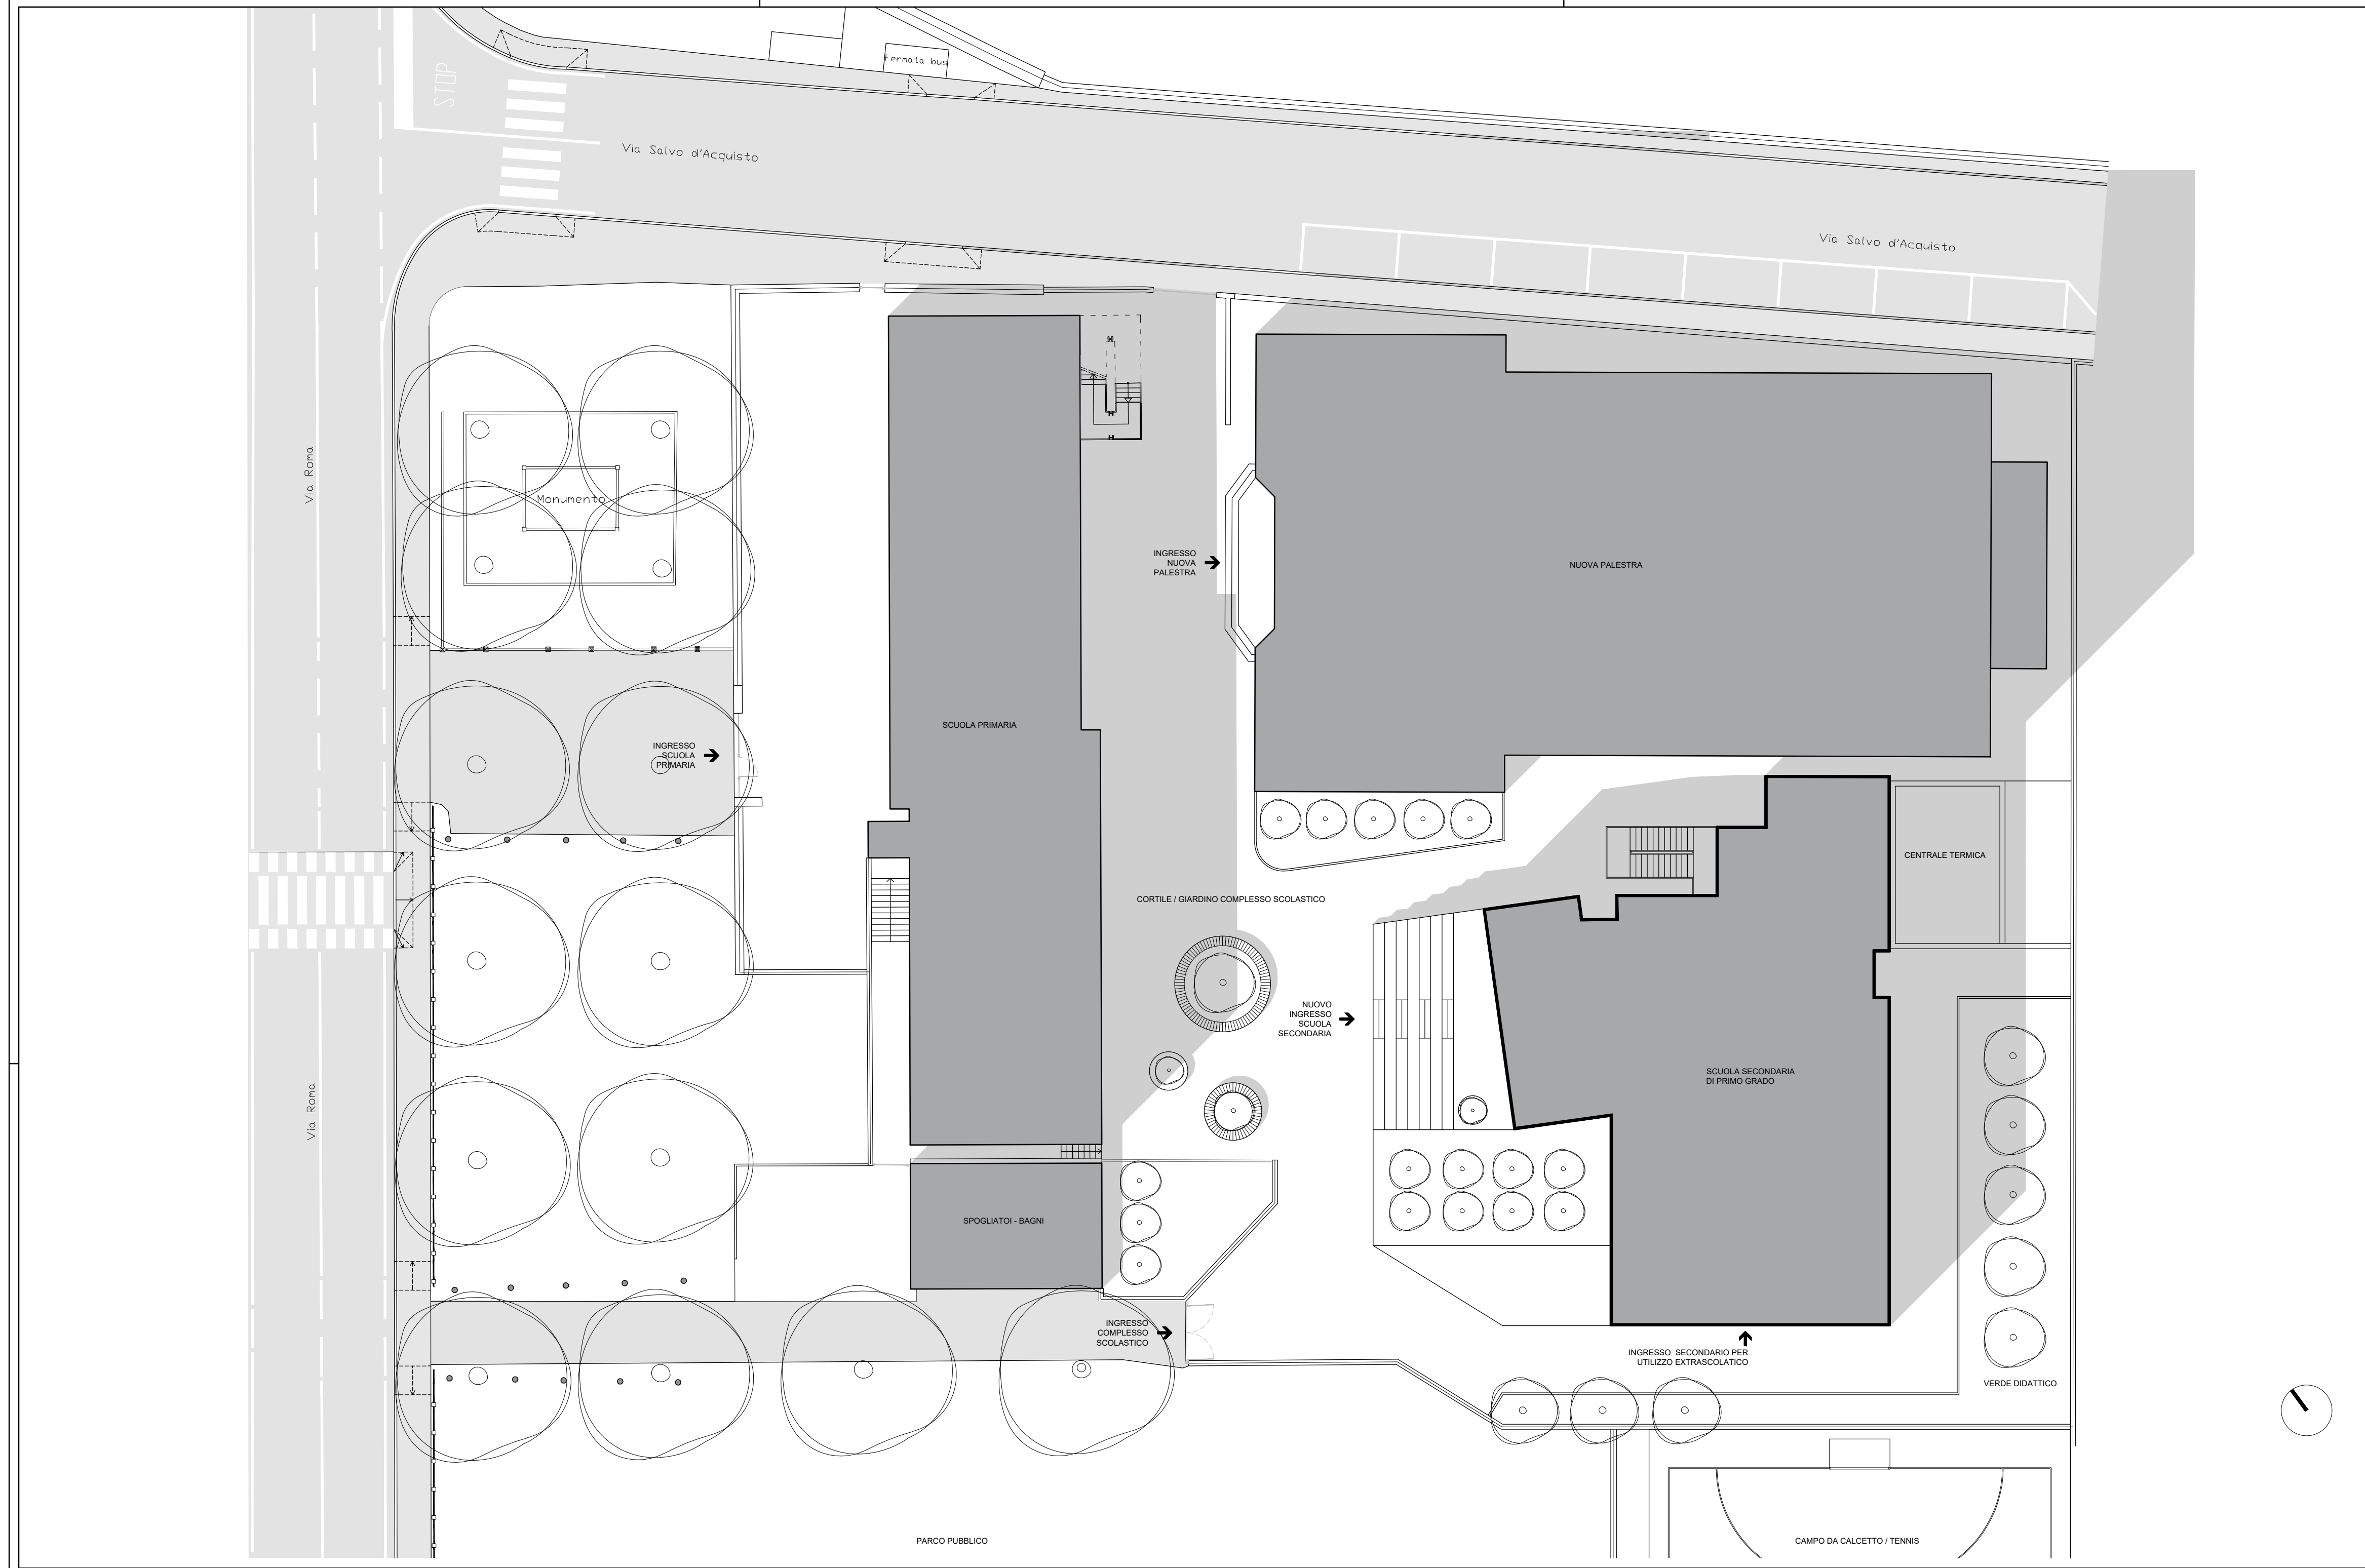 Fermata bus
STOP
Via Salvo d'Acquisto
Via Salvo d'Acquisto
Via Roma
Monumento
INGRESSO
NUOVA
PALESTRA
NUOVA PALESTRA
SCUOLA PRIMARIA
INGRESSO
SCUOLA
PRIMARIA
CENTRALE TERMICA
CORTILE / GIARDINO COMPLESSO SCOLASTICO
NUOVO
INGRESSO
SCUOLA
SECONDARIA
SCUOLA SECONDARIA
DI PRIMO GRADO
Via Roma
SPOGLIATOI - BAGNI
INGRESSO
COMPLESSO
SCOLASTICO
INGRESSO SECONDARIO PER
UTILIZZO EXTRASCOLATICO
VERDE DIDATTICO
PARCO PUBBLICO
CAMPO DA CALCETTO / TENNIS